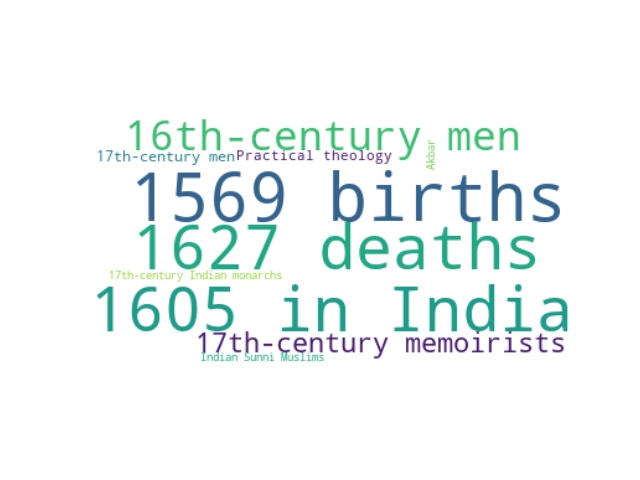 16th-century men
Akbar
17th-century men
Practical theology
1569 births
1627 deaths
17th-century Indian monarchs
1605 in India
17th-century memoirists
Indian Sunni Muslims